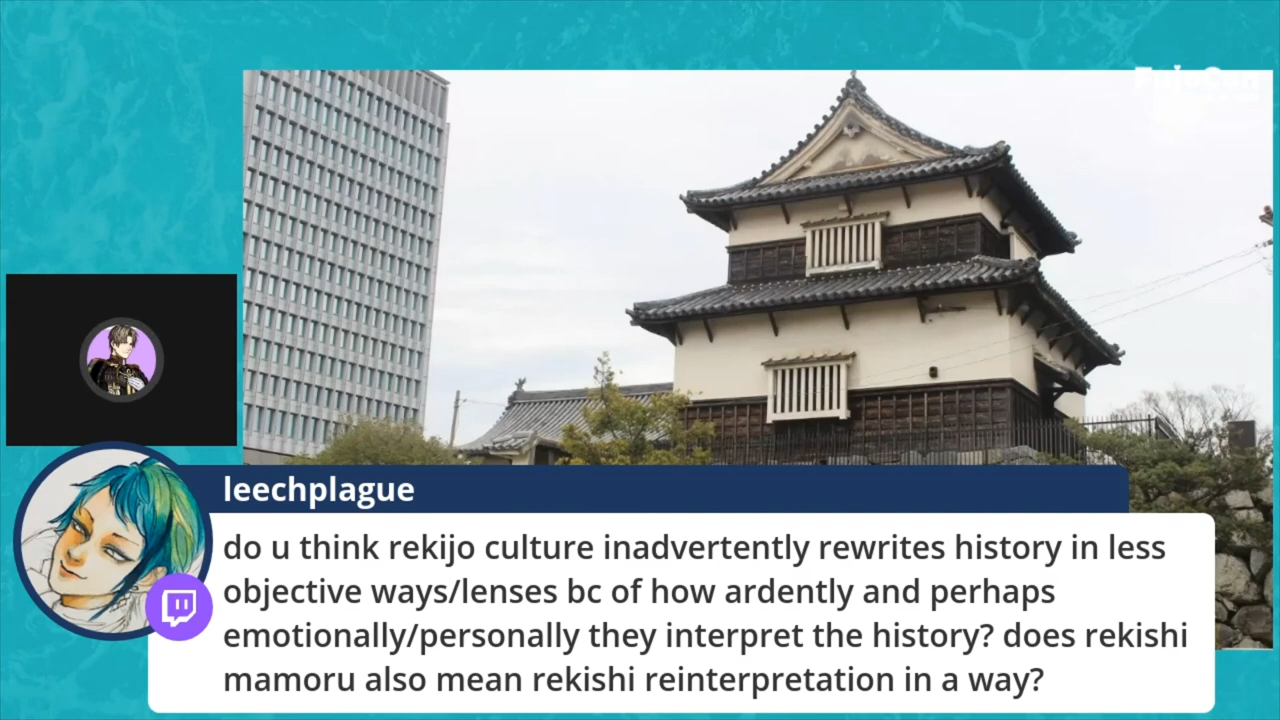 FujoCon
leechplague
do u think rekijo culture inadvertently rewrites history in less
objective ways/lenses bc of how ardently and perhaps
emotionally/personally they interpret the history? does rekishi
mamoru also mean rekishi reinterpretation in a way?